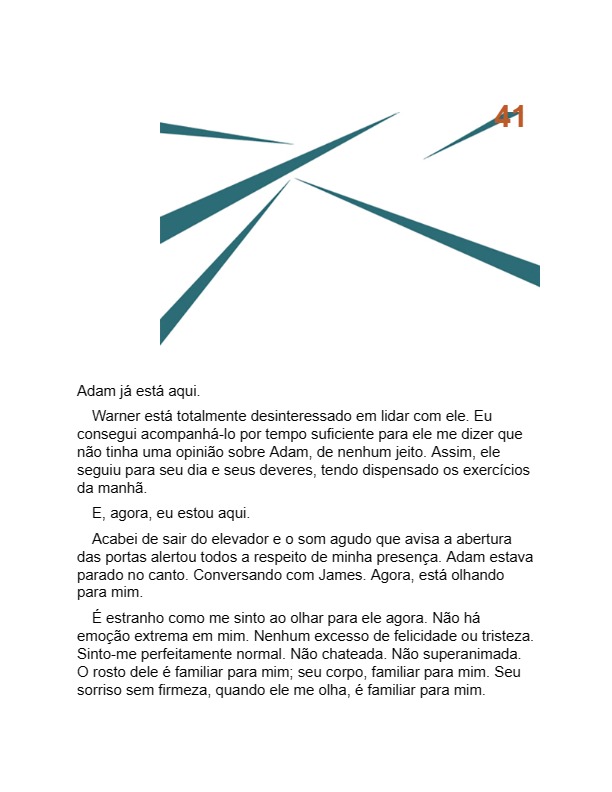 41
Adam já está aqui.
Warner está totalmente desinteressado em lidar com ele. Eu
consegui acompanhá-lo por tempo suficiente para ele me dizer que
não tinha uma opinião sobre Adam, de nenhum jeito. Assim, ele
seguiu para seu dia e seus deveres, tendo dispensado os exercícios
da manhã.
E, agora, eu estou aqui.
Acabei de sair do elevador e o som agudo que avisa a abertura
das portas alertou todos a respeito de minha presença. Adam estava
parado no canto. Conversando com James. Agora, está olhando
para mim.
É estranho como me sinto ao olhar para ele agora. Não há
emoção extrema em mim. Nenhum excesso de felicidade ou tristeza.
Sinto-me perfeitamente normal. Não chateada. Não superanimada.
O rosto dele é familiar para mim; seu corpo, familiar para mim. Seu
sorriso sem firmeza, quando ele me olha, é familiar para mim.